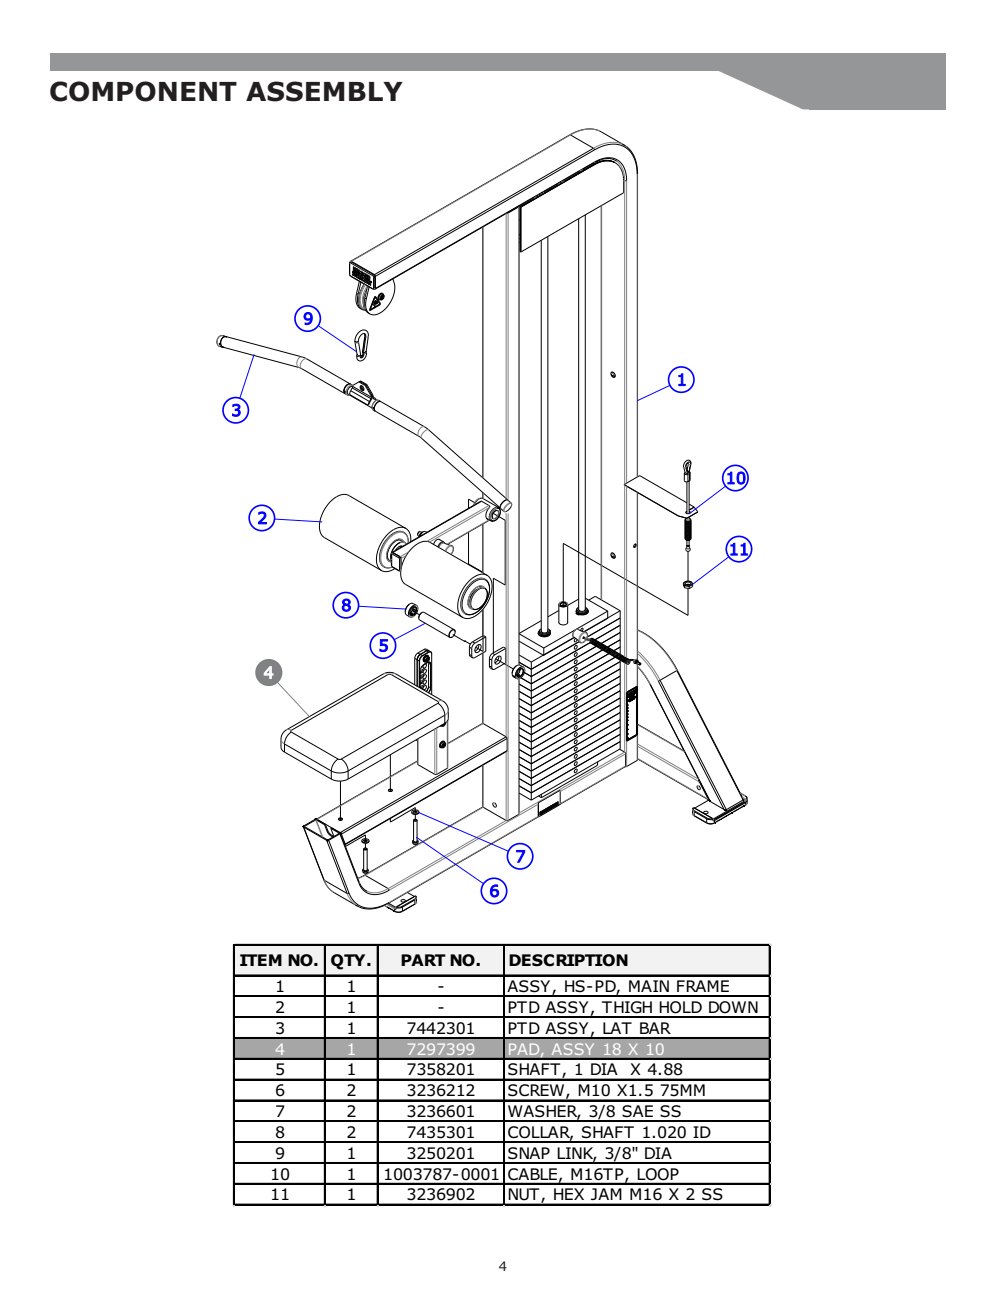 COMPONENT ASSEMBLY
9
3
1
10
2
11
8
5
4
7
6
ITEM NO. QTY. PART NO. DESCRIPTION
1 1 - ASSY, HS-PD, MAIN FRAME
2 1 - PTD ASSY, THIGH HOLD DOWN
3 1 7442301 PTD ASSY, LAT BAR
4 1 7297399 PAD, ASSY 18 X 10
5 1 7358201 SHAFT, 1 DIA X 4.88
6 2 3236212 SCREW, M10 X1.5 75MM
7 2 3236601 WASHER, 3/8 SAE SS
8 2 7435301 COLLAR, SHAFT 1.020 ID
9 1 3250201 SNAP LINK, 3/8" DIA
10 1 1003787-0001 CABLE, M16TP, LOOP
11 1 3236902 NUT, HEX JAM M16 X 2 SS
4